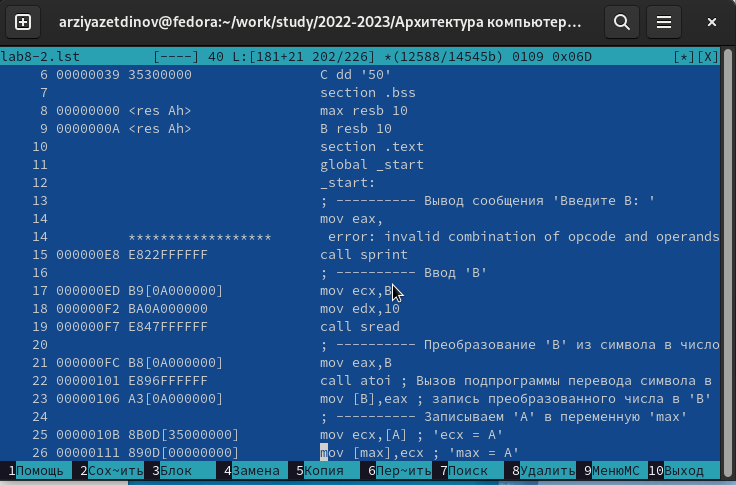 arziyazetdinov@fedora:~/work/study/2022-2023/Архитектура компьютер...
lab8-2.lst [----] 40 L:[181+21 202/226] *(12588/14545b) 0109 0x06D [*][X]
6 00000039 35300000 C dd '50'
7 section .bss
8 00000000 <res Ah> max resb 10
9 0000000A <res Ah> B resb 10
10 section .text
11 global _start
12 _start:
13 ; ---------- Вывод сообщения 'Введите B: '
14 mov eax,
14 ****************** error: invalid combination of opcode and operands
15 000000E8 E822FFFFFF call sprint
16 ; ---------- Ввод 'B'
17 000000ED B9[0A000000] mov ecx,B
18 000000F2 BA0A000000 mov edx,10
19 000000F7 E847FFFFFF call sread
20 ; ---------- Преобразование 'B' из символа в число
21 000000FC B8[0A000000] mov eax,B
22 00000101 E896FFFFFF call atoi ; Вызов подпрограммы перевода символа в
23 00000106 A3[0A000000] mov [B],eax ; запись преобразованного числа в 'B'
24 ; ---------- Записываем 'A' в переменную 'max'
25 0000010B 8B0D[35000000] mov ecx,[A] ; 'ecx = A'
26 00000111 890D[00000000] mov [max],ecx ; 'max = A'
1Помощь 2Сох~ить 3Блок 4Замена 5Копия 6Пер~ить 7Поиск 8Удалить 9МенюMC 10Выход